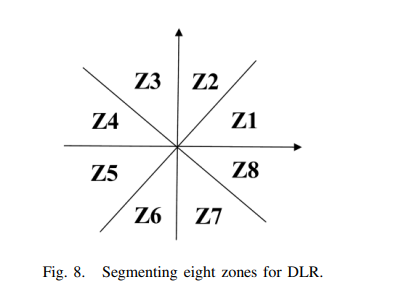 Z3 Z2
Z4 Z1
Z5 Z8
Z6 Z7
Fig. 8. Segmenting eight zones for DLR.